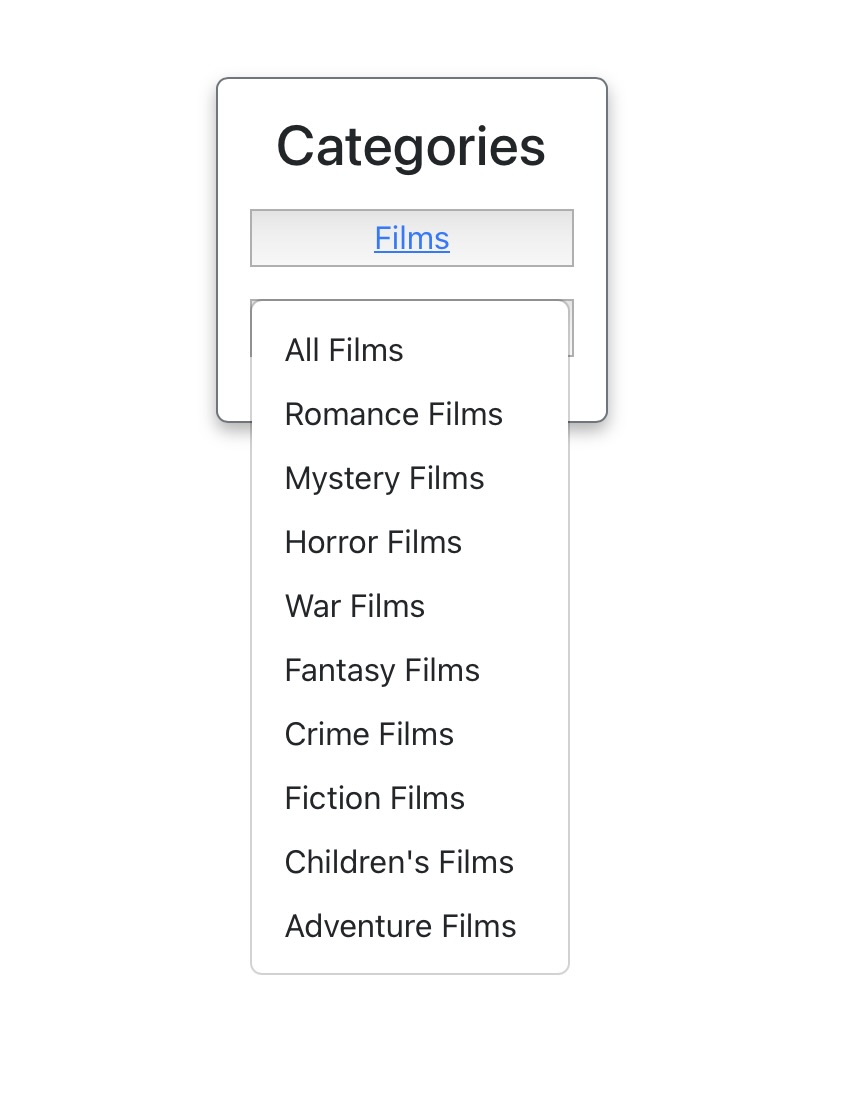 Categories
Films
All Films
Romance Films
Mystery Films
Horror Films
War Films
Fantasy Films
Crime Films
Fiction Films
Children's Films
Adventure Films